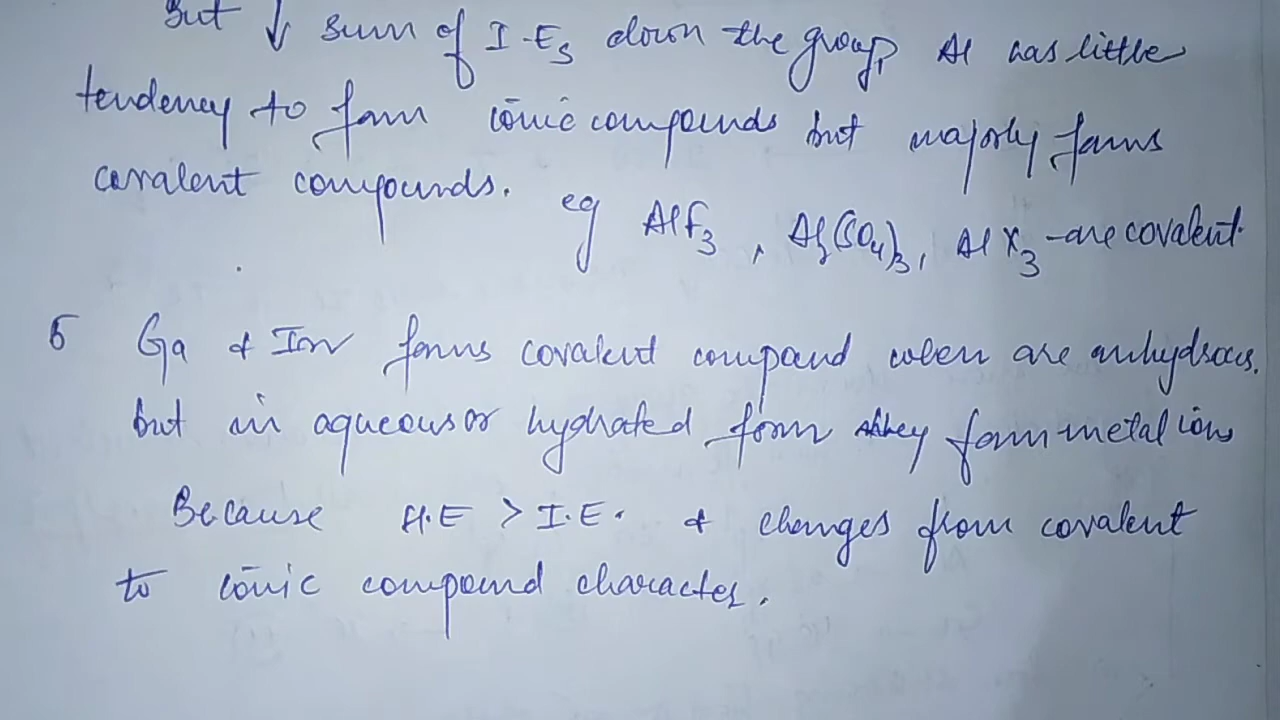 But ↓ sum of I.Es down the group, Al has little
tendency to form ionic compounds but majorly forms
covalent compounds.
eg AlF3, Al2(SO4)3, AlX3 -are covalent.
5 Ga & In forms covalent compound when are anhydrous.
but in aqueous or hydrated form they form metal ions
Because H.E > I.E. & changes from covalent
to ionic compound character.